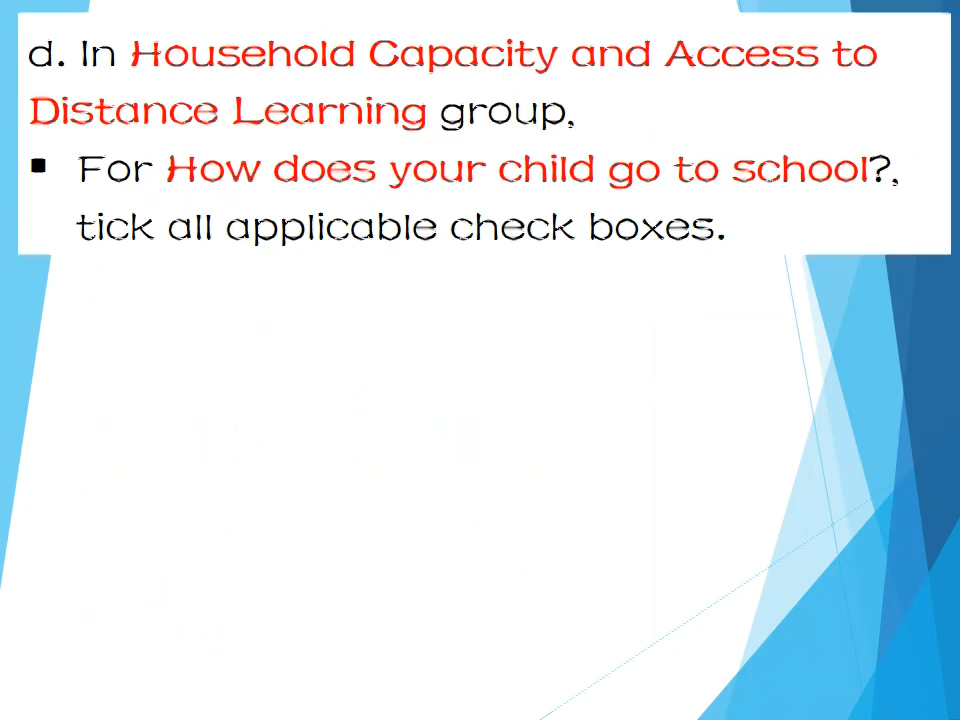 d. In Household Capacity and Access to
Distance Learning group,
▪ For How does your child go to school?,
tick all applicable check boxes.